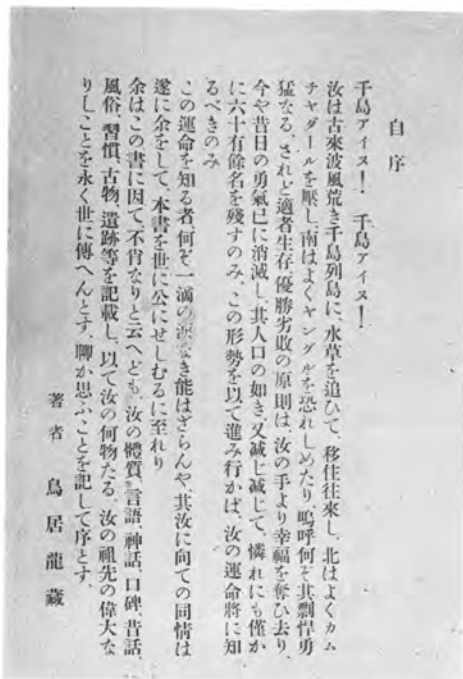 自序
千島アイヌ！　千島アイヌ！
汝は古來波風荒き千島列島に、水草を追ひて、移住往來し、北はよくカム
チヤダールを壓し、南はよくヤングルを恐れしめたり、嗚呼何ぞ其剽悍勇
猛なる、されど適者生存、優勝劣敗の原則は、汝の手より幸福を奪ひ去り、
今や昔日の勇氣已に消滅し、其人口の如き又減じ減じて、憐れにも僅か
に六十有餘名を殘すのみ、この形勢を以て進み行かば、汝の運命將に知
るべきのみ
この運命を知る者、何ぞ一滴の淚なき能はざらんや、其汝に向ての同情は
遂に余をして、本書を世に公にせしむるに至れり
余はこの書に因て、不肖なりと云へども、汝の體質、言語、神話、口碑、昔話、
風俗、習慣、古物、遺跡等を記載し、以て汝の何物たる、汝の祖先の偉大な
りしことを永く世に傳へんとす、聊か思ふことを記して序とす、
著者　鳥居龍藏